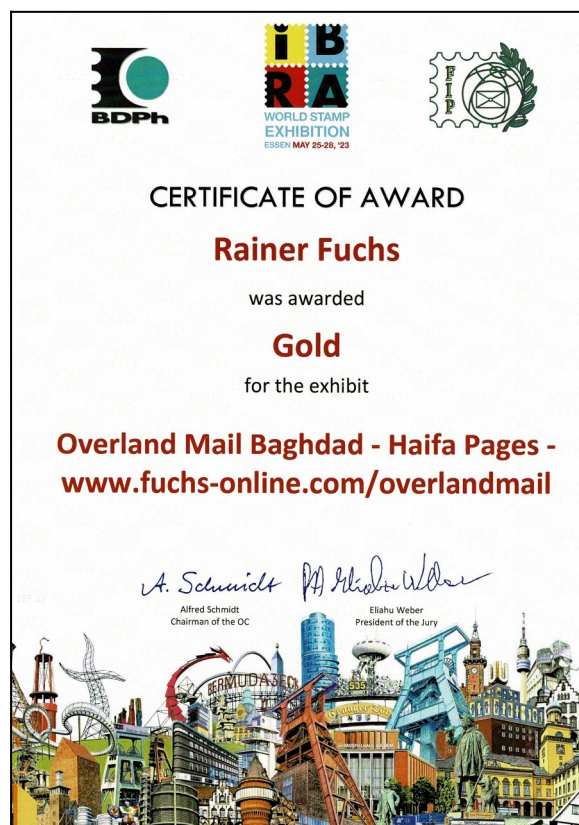 BDPh
iB
RA
WORLD STAMP
EXHIBITION
ESSEN MAY 25-28, '23
FIP
CERTIFICATE OF AWARD
Rainer Fuchs
was awarded
Gold
for the exhibit
Overland Mail Baghdad - Haifa Pages -
www.fuchs-online.com/overlandmail
A. Schmidt
Alfred Schmidt
Chairman of the OC
Eliahu Weber
President of the Jury
BERMUDA3ECK